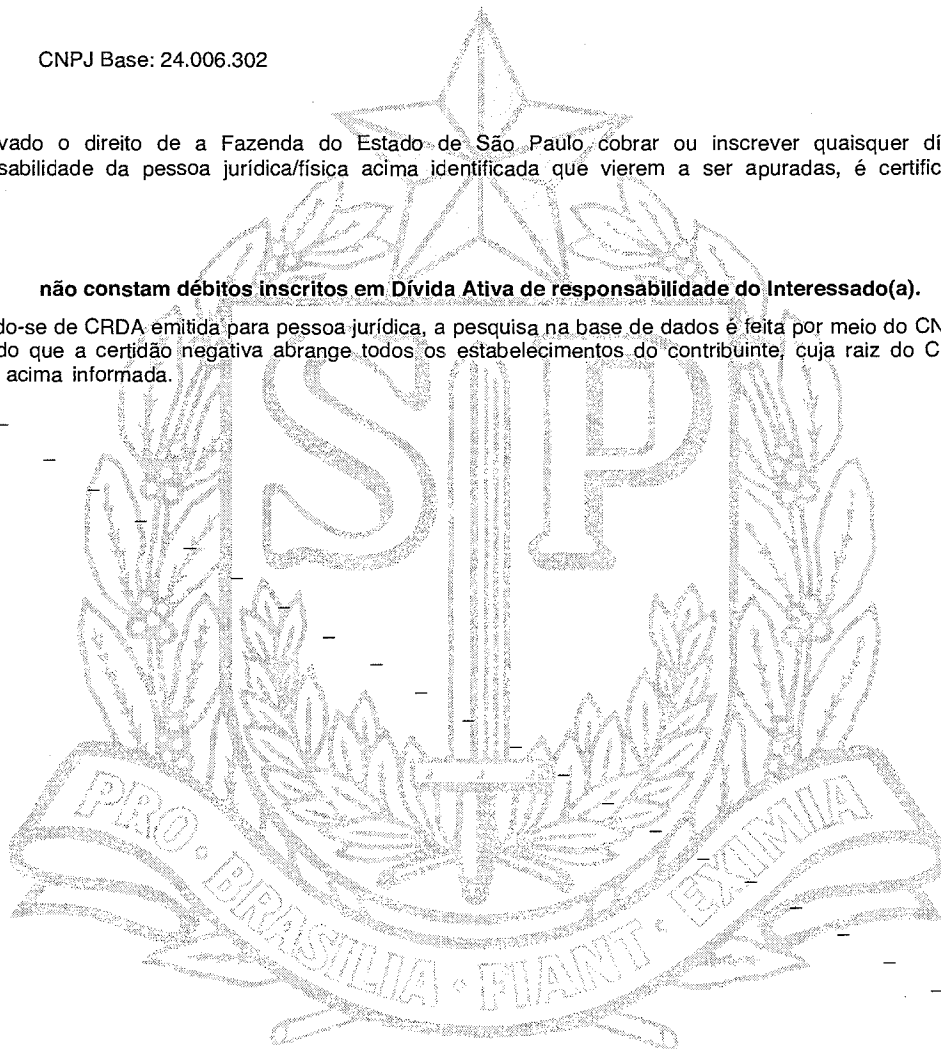 CNPJ Base: 24.006.302
vado o direito de a Fazenda do Estado de São Paulo cobrar ou inscrever quaisquer dí
sabilidade da pessoa jurídica/física acima identificada que vierem a ser apuradas, é certific
não constam débitos inscritos em Dívida Ativa de responsabilidade do Interessado(a).
do-se de CRDA emitida para pessoa jurídica, a pesquisa na base de dados é feita por meio do CN
do que a certidão negativa abrange todos os estabelecimentos do contribuinte, cuja raiz do C
acima informada.
SP
PRO · BRASILIA · FIANT · EXIMIA